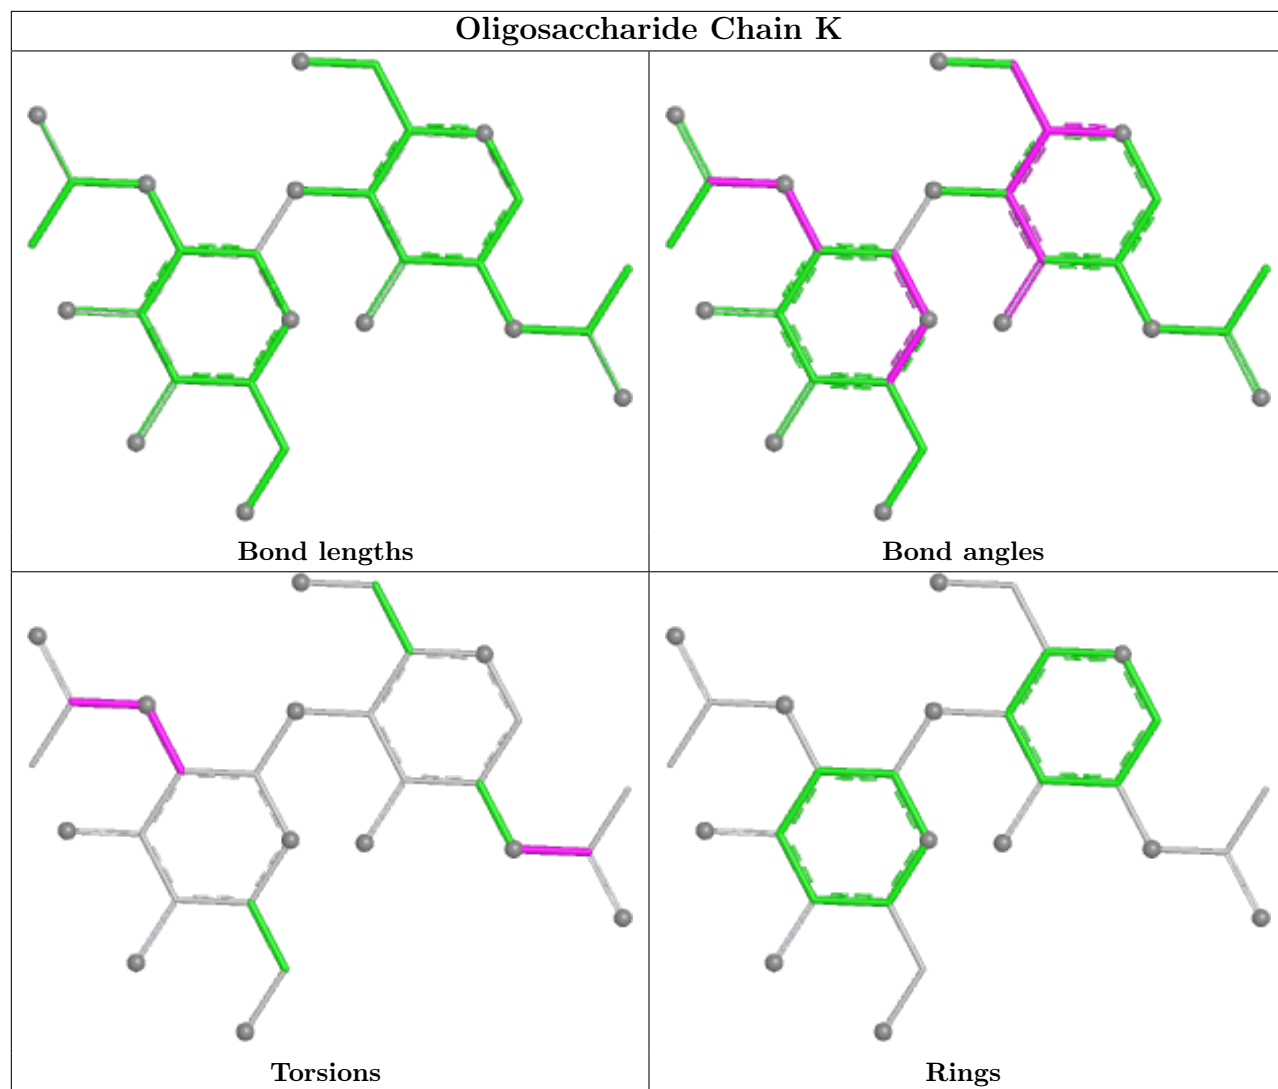 Oligosaccharide Chain K
Bond lengths
Bond angles
Torsions
Rings